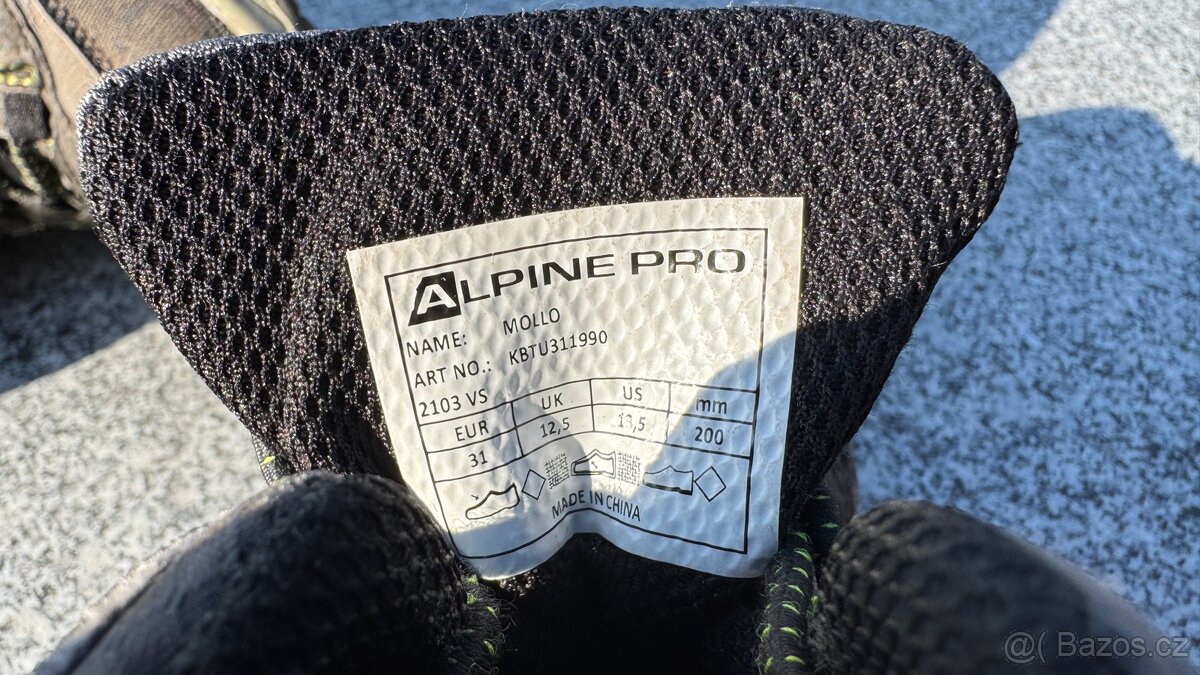 ALPINE PRO
NAME: MOLLO
ART NO.: KBTU311990
2103 VS
EUR UK US mm
31 12,5 13,5 200
MADE IN CHINA
@( Bazos.cz